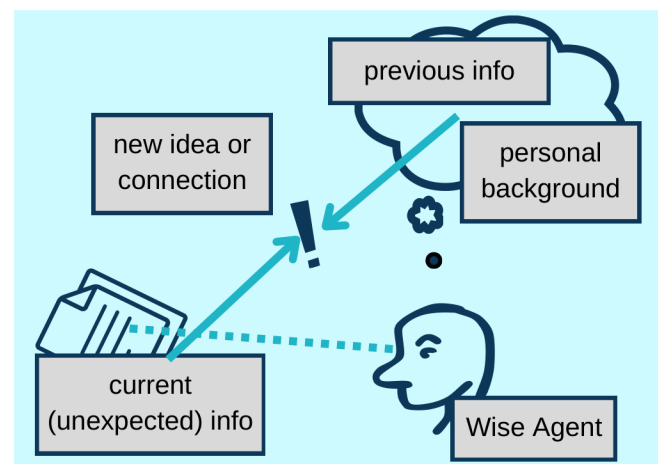 previous info
new idea or
connection
personal
background
!
current
(unexpected) info
Wise Agent